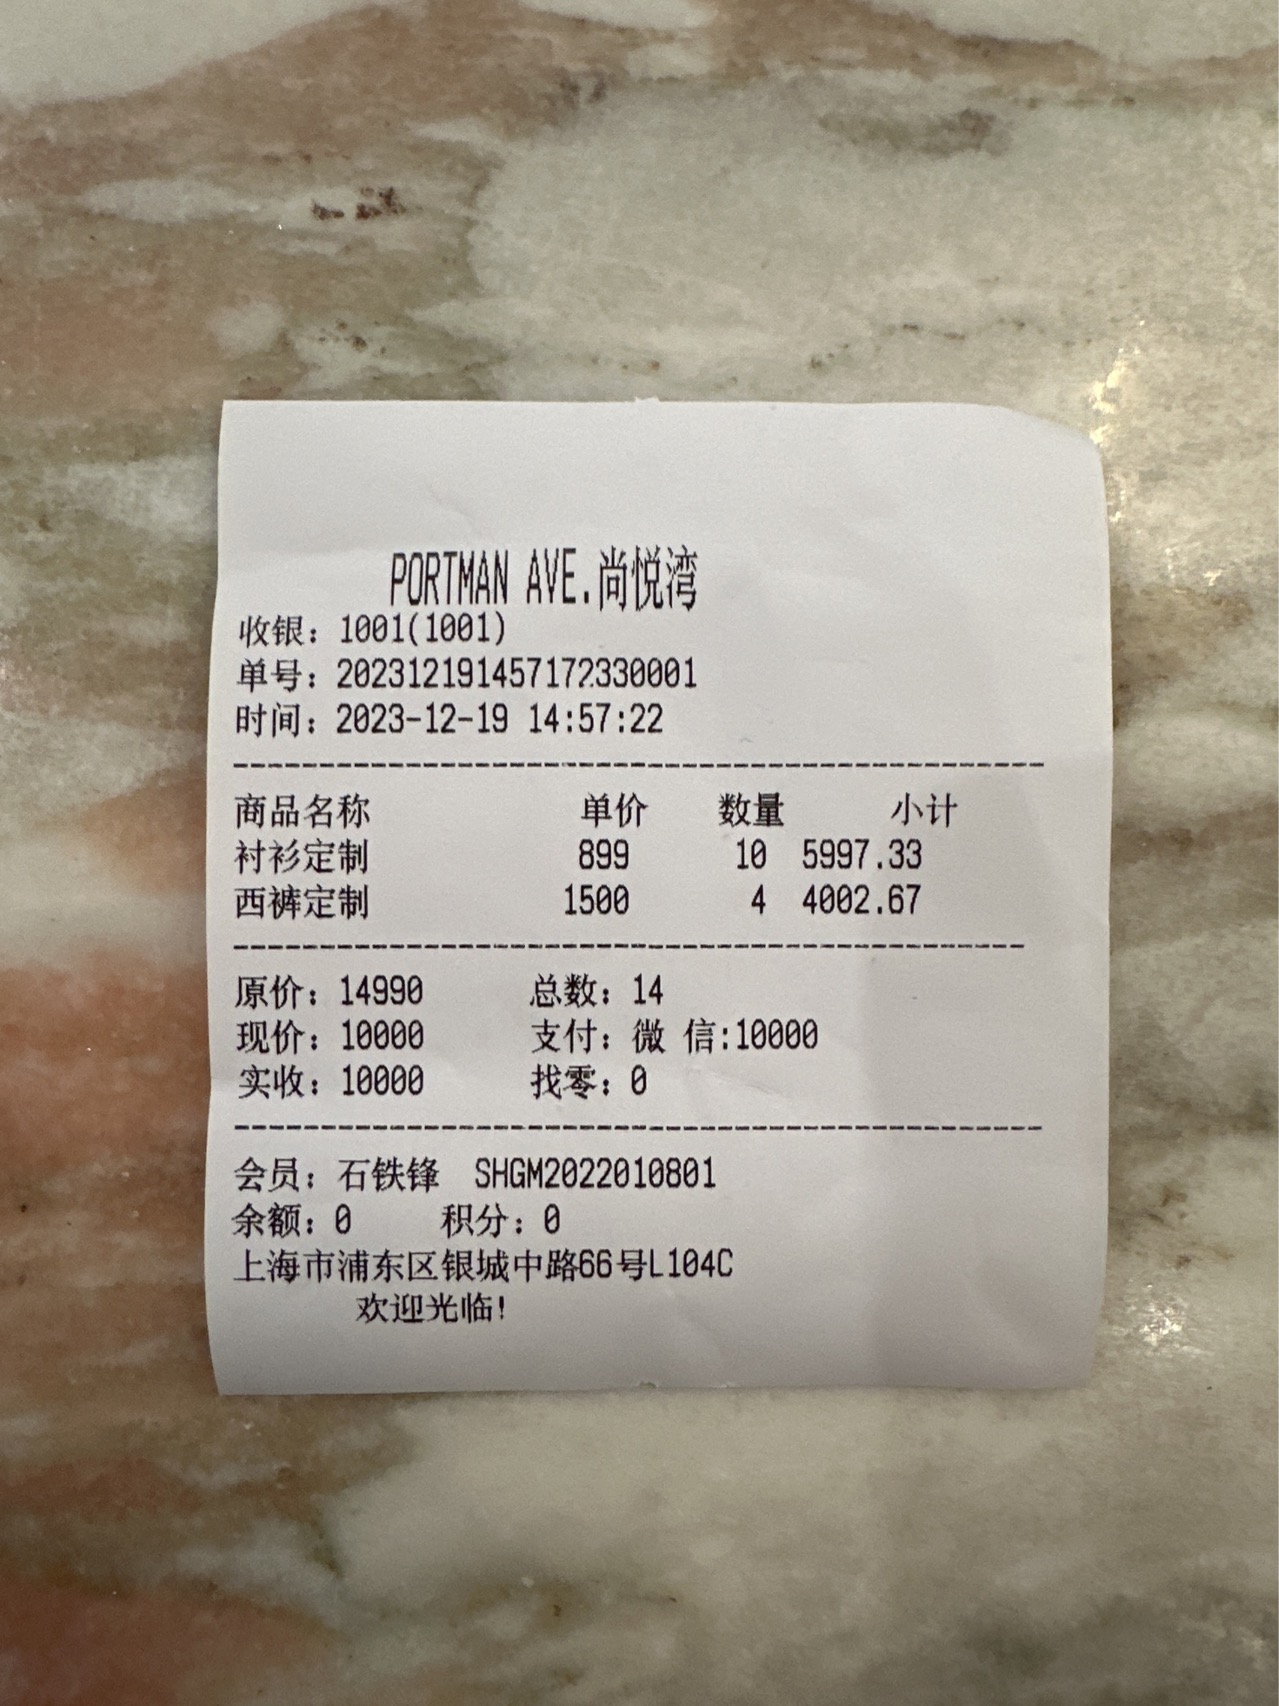 PORTMAN AVE.尚悦湾
收银：1001(1001)
单号：202312191457172330001
时间：2023-12-19 14:57:22
商品名称 单价 数量 小计
衬衫定制 899 10 5997.33
西裤定制 1500 4 4002.67
原价：14990 总数：14
现价：10000 支付：微 信:10000
实收：10000 找零：0
会员：石铁锋 SHGM2022010801
余额：0 积分：0
上海市浦东区银城中路66号L104C
欢迎光临!